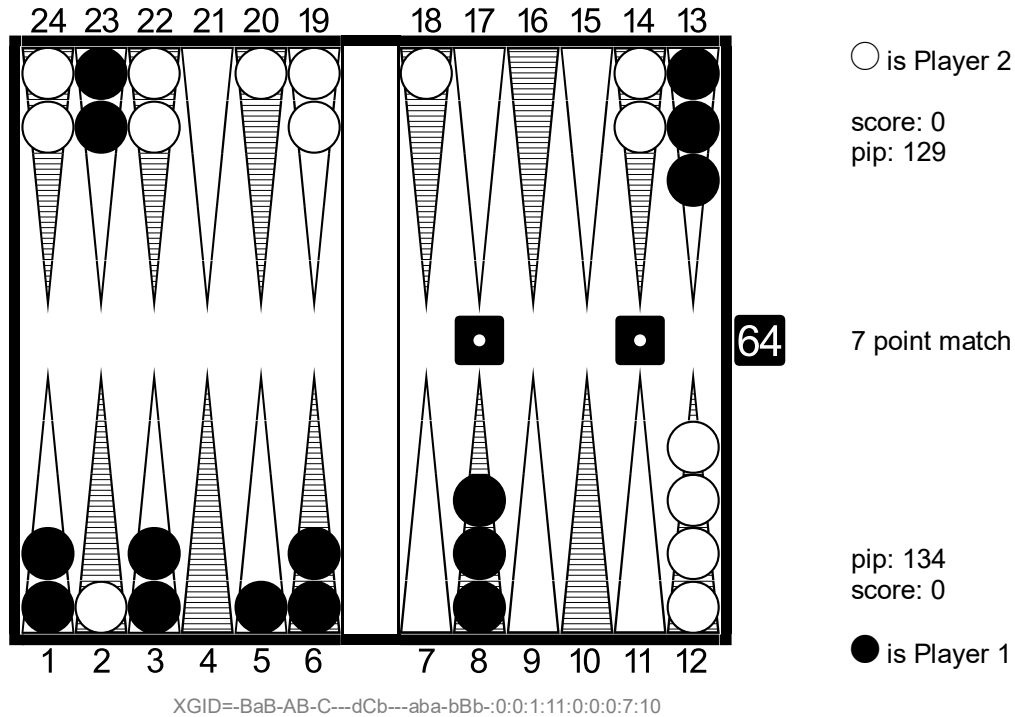 24 23 22 21 20 19 18 17 16 15 14 13
is Player 2
score: 0
pip: 129
64
7 point match
pip: 134
score: 0
is Player 1
1 2 3 4 5 6 7 8 9 10 11 12
XGID=-BaB-AB-C---dCb---aba-bBb-:0:0:1:11:0:0:0:7:10